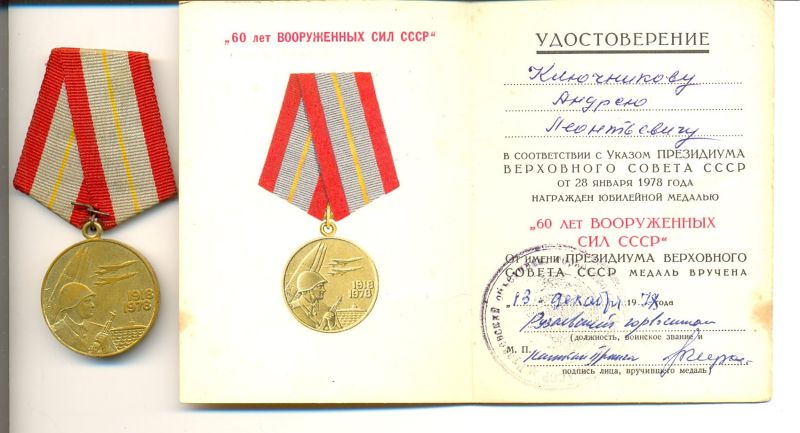 1918
1978
„60 лет ВООРУЖЕННЫХ СИЛ СССР“
1918
1978
УДОСТОВЕРЕНИЕ
Ключникову
Андрею
Леонтьевичу
В СООТВЕТСТВИИ С УКАЗОМ ПРЕЗИДИУМА
ВЕРХОВНОГО СОВЕТА СССР
ОТ 28 ЯНВАРЯ 1978 ГОДА
НАГРАЖДЕН ЮБИЛЕЙНОЙ МЕДАЛЬЮ
„60 ЛЕТ ВООРУЖЕННЫХ
СИЛ СССР“
ОТ ИМЕНИ ПРЕЗИДИУМА ВЕРХОВНОГО
СОВЕТА СССР МЕДАЛЬ ВРУЧЕНА
„13 - декабря 1978 года
горвоенком
(должность, воинское звание и
М. П.
подпись лица, вручившего медаль)